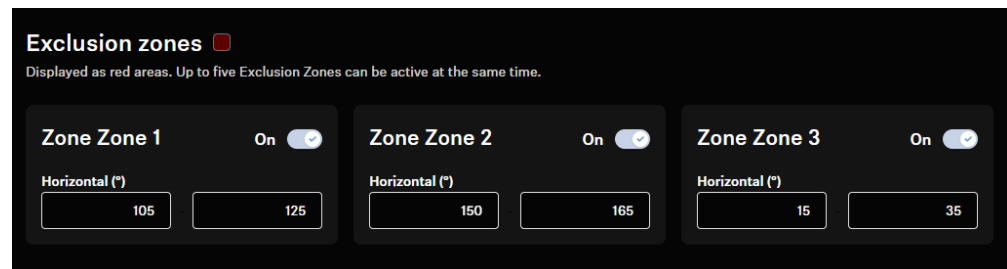 Exclusion zones
Displayed as red areas. Up to five Exclusion Zones can be active at the same time.
Zone Zone 1 On
Horizontal (°)
105 - 125
Zone Zone 2 On
Horizontal (°)
150 - 165
Zone Zone 3 On
Horizontal (°)
15 - 35